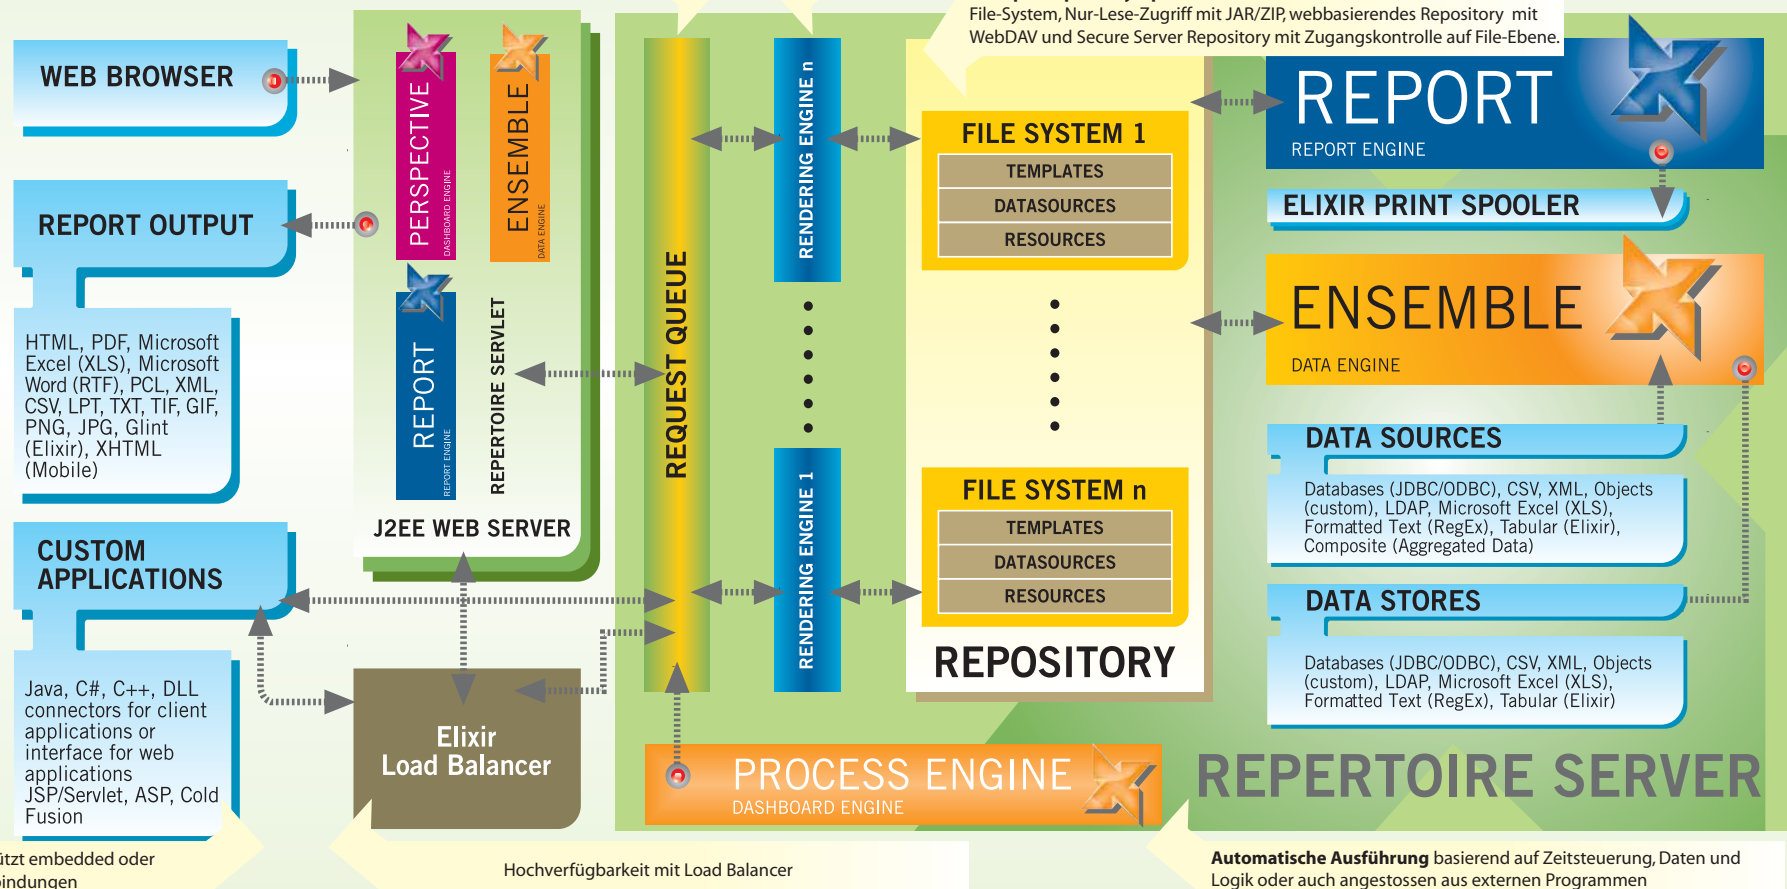 File-System, Nur-Lese-Zugriff mit JAR/ZIP, webbasierendes Repository mit
WebDAV und Secure Server Repository mit Zugangskontrolle auf File-Ebene.
WEB BROWSER
REPORT OUTPUT
HTML, PDF, Microsoft
Excel (XLS), Microsoft
Word (RTF), PCL, XML,
CSV, LPT, TXT, TIF, GIF,
PNG, JPG, Glint
(Elixir), XHTML
(Mobile)
CUSTOM
APPLICATIONS
Java, C#, C++, DLL
connectors for client
applications or
interface for web
applications
JSP/Servlet, ASP, Cold
Fusion
PERSPECTIVE
DASHBOARD ENGINE
ENSEMBLE
DATA ENGINE
REPORT
REPORT ENGINE
REPERTOIRE SERVLET
J2EE WEB SERVER
Elixir
Load Balancer
REQUEST QUEUE
RENDERING ENGINE n
RENDERING ENGINE 1
FILE SYSTEM 1
TEMPLATES
DATASOURCES
RESOURCES
FILE SYSTEM n
TEMPLATES
DATASOURCES
RESOURCES
REPOSITORY
PROCESS ENGINE
DASHBOARD ENGINE
REPORT
REPORT ENGINE
ELIXIR PRINT SPOOLER
ENSEMBLE
DATA ENGINE
DATA SOURCES
Databases (JDBC/ODBC), CSV, XML, Objects
(custom), LDAP, Microsoft Excel (XLS),
Formatted Text (RegEx), Tabular (Elixir),
Composite (Aggregated Data)
DATA STORES
Databases (JDBC/ODBC), CSV, XML, Objects
(custom), LDAP, Microsoft Excel (XLS),
Formatted Text (RegEx), Tabular (Elixir)
REPERTOIRE SERVER
embedded oder
Hochverfügbarkeit mit Load Balancer
Automatische Ausführung basierend auf Zeitsteuerung, Daten und
Logik oder auch angestossen aus externen Programmen